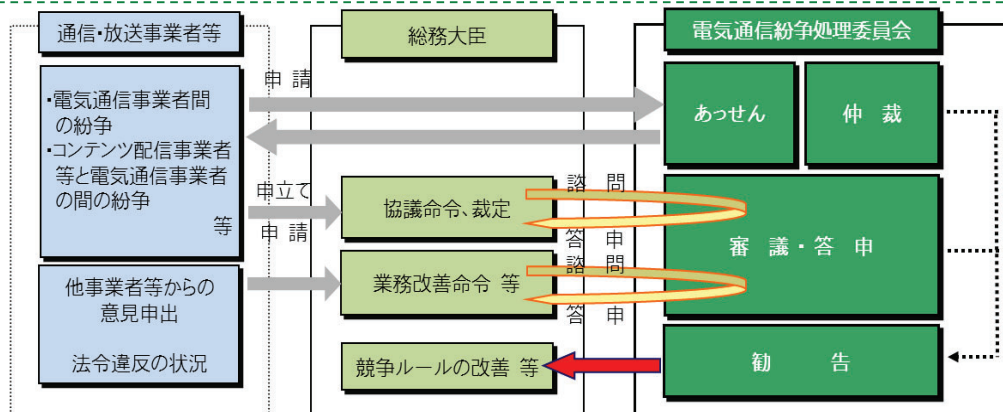 通信・放送事業者等
総務大臣
電気通信紛争処理委員会
・電気通信事業者間
の紛争
・コンテンツ配信事業者
等と電気通信事業者
の間の紛争
等
申 請
あっせん
仲 裁
申立て
申 請
協議命令、裁定
諮 問
答 申
審 議 ・ 答 申
他事業者等からの
意見申出
法令違反の状況
業務改善命令 等
諮 問
答 申
競争ルールの改善 等
勧 告